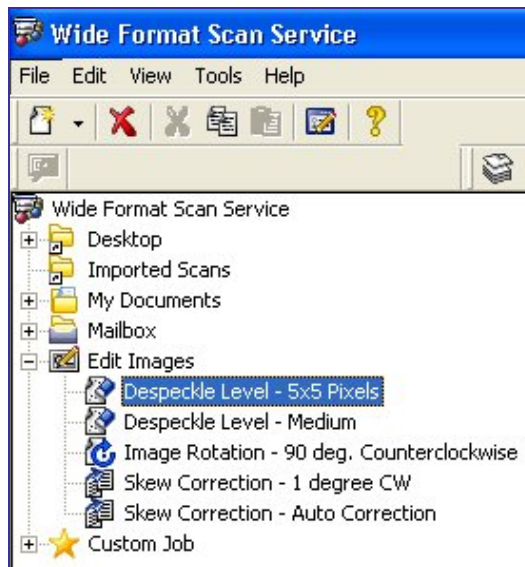 Wide Format Scan Service
File Edit View Tools Help
Wide Format Scan Service
Desktop
Imported Scans
My Documents
Mailbox
Edit Images
Despeckle Level - 5x5 Pixels
Despeckle Level - Medium
Image Rotation - 90 deg. Counterclockwise
Skew Correction - 1 degree CW
Skew Correction - Auto Correction
Custom Job